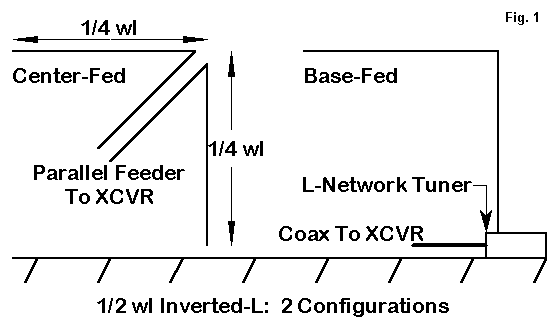 Fig. 1
1/4 wl
Center-Fed
Base-Fed
1/4 wl
Parallel Feeder
To XCVR
L-Network Tuner
Coax To XCVR
1/2 wl Inverted-L: 2 Configurations